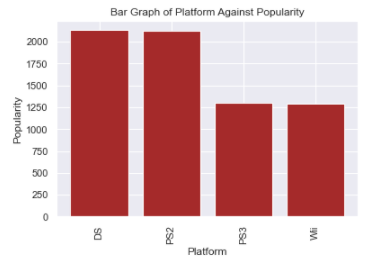 Bar Graph of Platform Against Popularity
2000
1750
1500
1250
1000
750
500
250
0
Popularity
DS
PS2
PS3
Wii
Platform